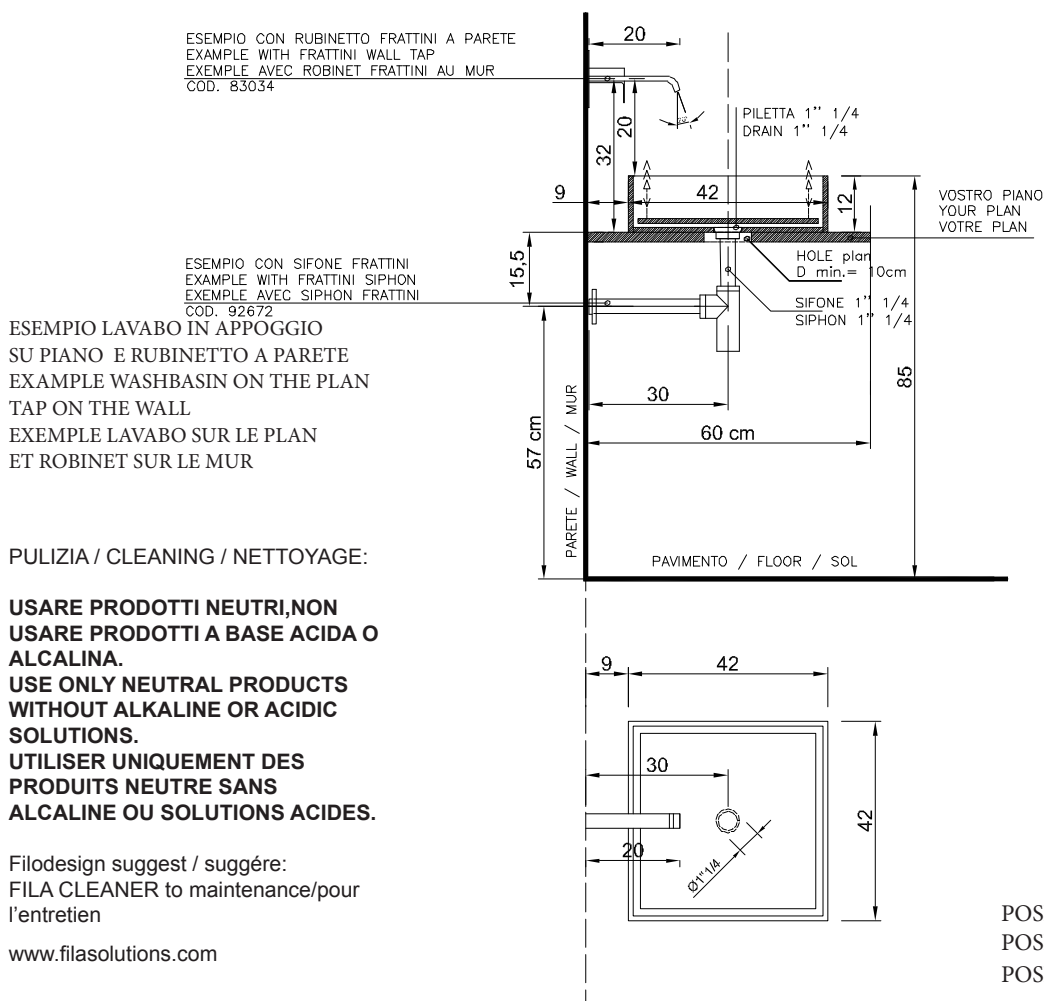 ESEMPIO CON RUBINETTO FRATTINI A PARETE
EXAMPLE WITH FRATTINI WALL TAP
EXEMPLE AVEC ROBINET FRATTINI AU MUR
COD. 83034
20
PILETTA 1'' 1/4
DRAIN 1'' 1/4
20
32
9
42
12
VOSTRO PIANO
YOUR PLAN
VOTRE PLAN
ESEMPIO CON SIFONE FRATTINI
EXAMPLE WITH FRATTINI SIPHON
EXEMPLE AVEC SIPHON FRATTINI
COD. 92672
15,5
HOLE plan
D min.= 10cm
SIFONE 1'' 1/4
SIPHON 1'' 1/4
ESEMPIO LAVABO IN APPOGGIO
SU PIANO E RUBINETTO A PARETE
EXAMPLE WASHBASIN ON THE PLAN
TAP ON THE WALL
EXEMPLE LAVABO SUR LE PLAN
ET ROBINET SUR LE MUR
30
85
60 cm
57 cm
PARETE / WALL / MUR
PAVIMENTO / FLOOR / SOL
PULIZIA / CLEANING / NETTOYAGE:
USARE PRODOTTI NEUTRI,NON
USARE PRODOTTI A BASE ACIDA O
ALCALINA.
USE ONLY NEUTRAL PRODUCTS
WITHOUT ALKALINE OR ACIDIC
SOLUTIONS.
UTILISER UNIQUEMENT DES
PRODUITS NEUTRE SANS
ALCALINE OU SOLUTIONS ACIDES.
Filodesign suggest / suggére:
FILA CLEANER to maintenance/pour
l'entretien
www.filasolutions.com
9
42
30
20
Ø1"1/4
42
POS
POS
POS